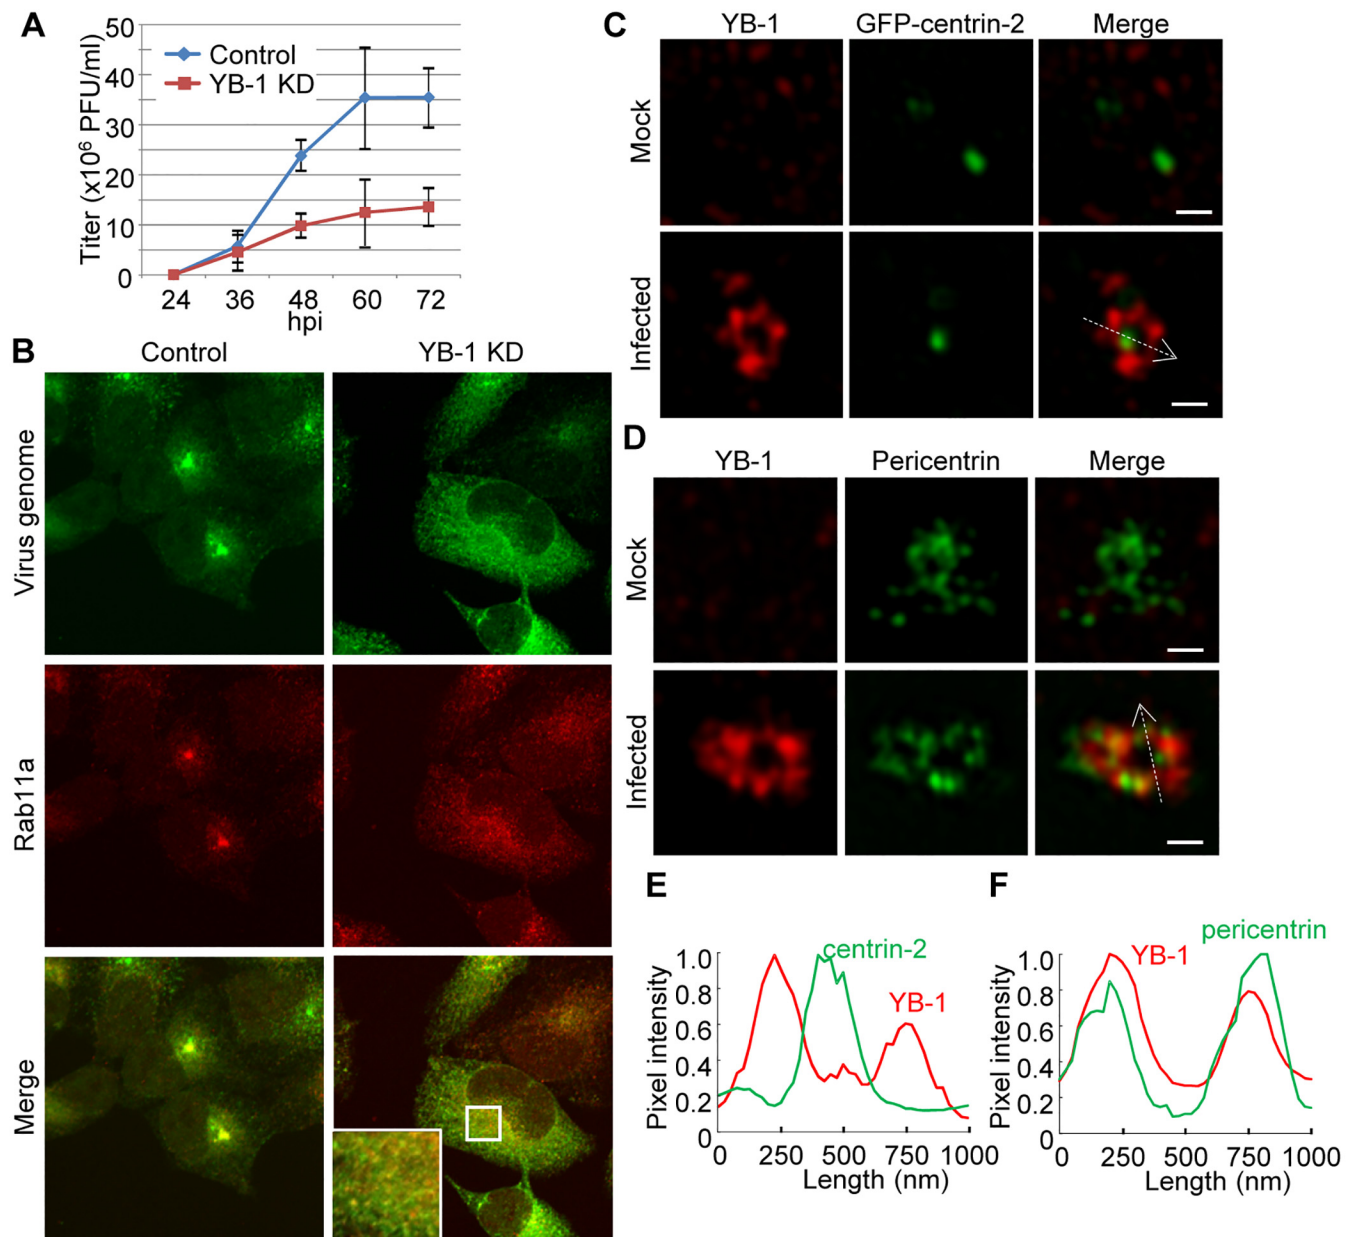 A
Titer (x10⁶ PFU/ml)
50
40
30
20
10
0
Control
YB-1 KD
24 36 48 60 72
hpi
B
Control YB-1 KD
Virus genome
Rab11a
Merge
C
YB-1 GFP-centrin-2 Merge
Mock
Infected
D
YB-1 Pericentrin Merge
Mock
Infected
E
Pixel intensity
1.0
0.8
0.6
0.4
0.2
0
centrin-2
YB-1
0 250 500 750 1000
Length (nm)
F
Pixel intensity
1.0
0.8
0.6
0.4
0.2
0
YB-1
pericentrin
0 250 500 750 1000
Length (nm)